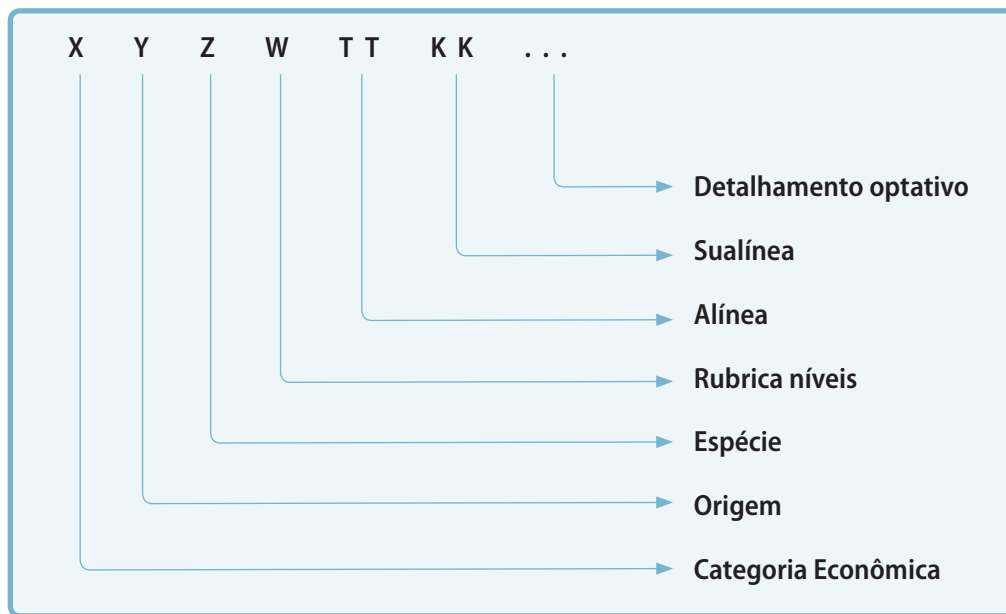 X Y Z W T T K K . . .
Detalhamento optativo
Sualínea
Alínea
Rubrica níveis
Espécie
Origem
Categoria Econômica